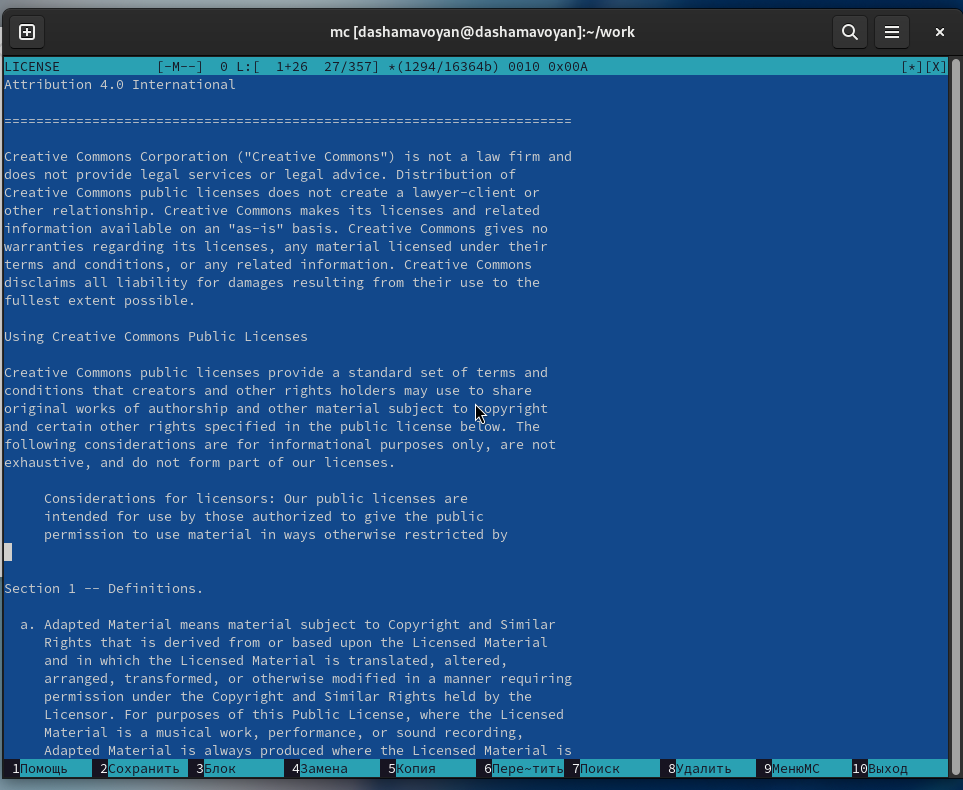 mc [dashamavoyan@dashamavoyan]:~/work
LICENSE [-M--] 0 L:[ 1+26 27/357] *(1294/16364b) 0010 0x00A [*][X]
Attribution 4.0 International
=======================================================================
Creative Commons Corporation ("Creative Commons") is not a law firm and
does not provide legal services or legal advice. Distribution of
Creative Commons public licenses does not create a lawyer-client or
other relationship. Creative Commons makes its licenses and related
information available on an "as-is" basis. Creative Commons gives no
warranties regarding its licenses, any material licensed under their
terms and conditions, or any related information. Creative Commons
disclaims all liability for damages resulting from their use to the
fullest extent possible.
Using Creative Commons Public Licenses
Creative Commons public licenses provide a standard set of terms and
conditions that creators and other rights holders may use to share
original works of authorship and other material subject to copyright
and certain other rights specified in the public license below. The
following considerations are for informational purposes only, are not
exhaustive, and do not form part of our licenses.
Considerations for licensors: Our public licenses are
intended for use by those authorized to give the public
permission to use material in ways otherwise restricted by
Section 1 -- Definitions.
a. Adapted Material means material subject to Copyright and Similar
Rights that is derived from or based upon the Licensed Material
and in which the Licensed Material is translated, altered,
arranged, transformed, or otherwise modified in a manner requiring
permission under the Copyright and Similar Rights held by the
Licensor. For purposes of this Public License, where the Licensed
Material is a musical work, performance, or sound recording,
Adapted Material is always produced where the Licensed Material is
1Помощь 2Сохранить 3Блок 4Замена 5Копия 6Пере~тить 7Поиск 8Удалить 9МенюMC 10Выход